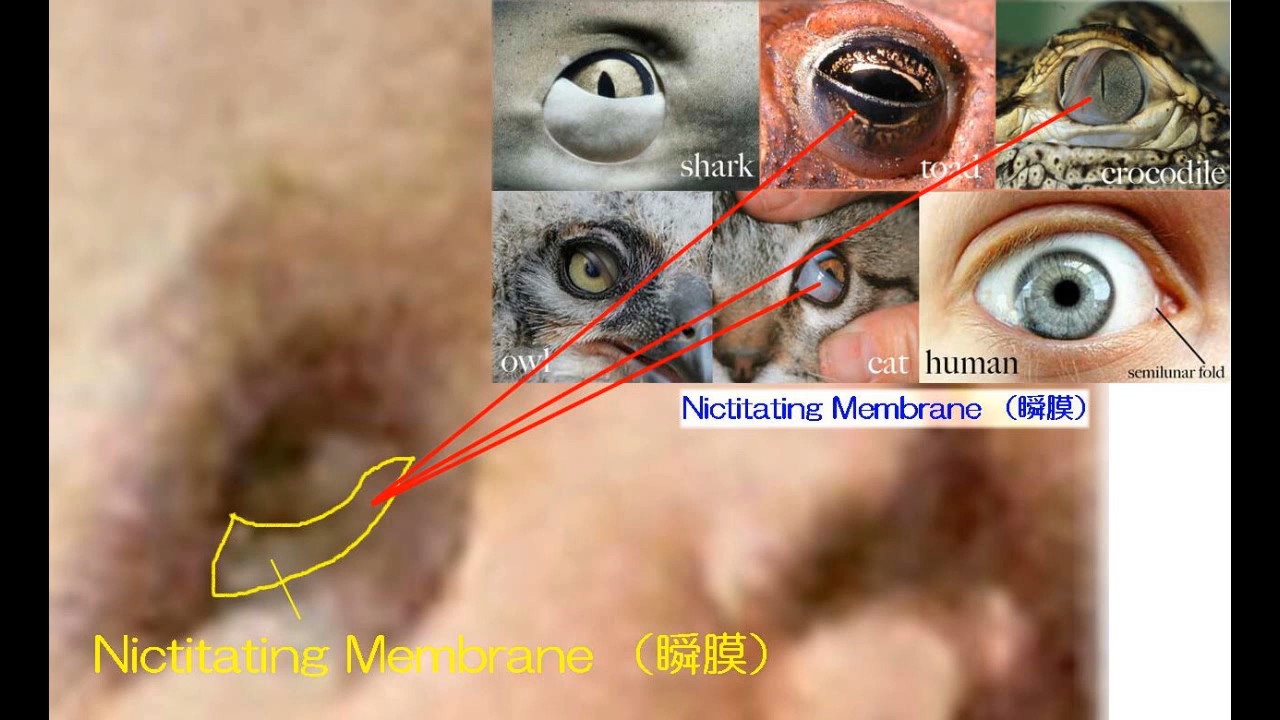 shark
toad
crocodile
owl
cat
human
semilunar fold
Nictitating Membrane （瞬膜）
Nictitating Membrane （瞬膜）